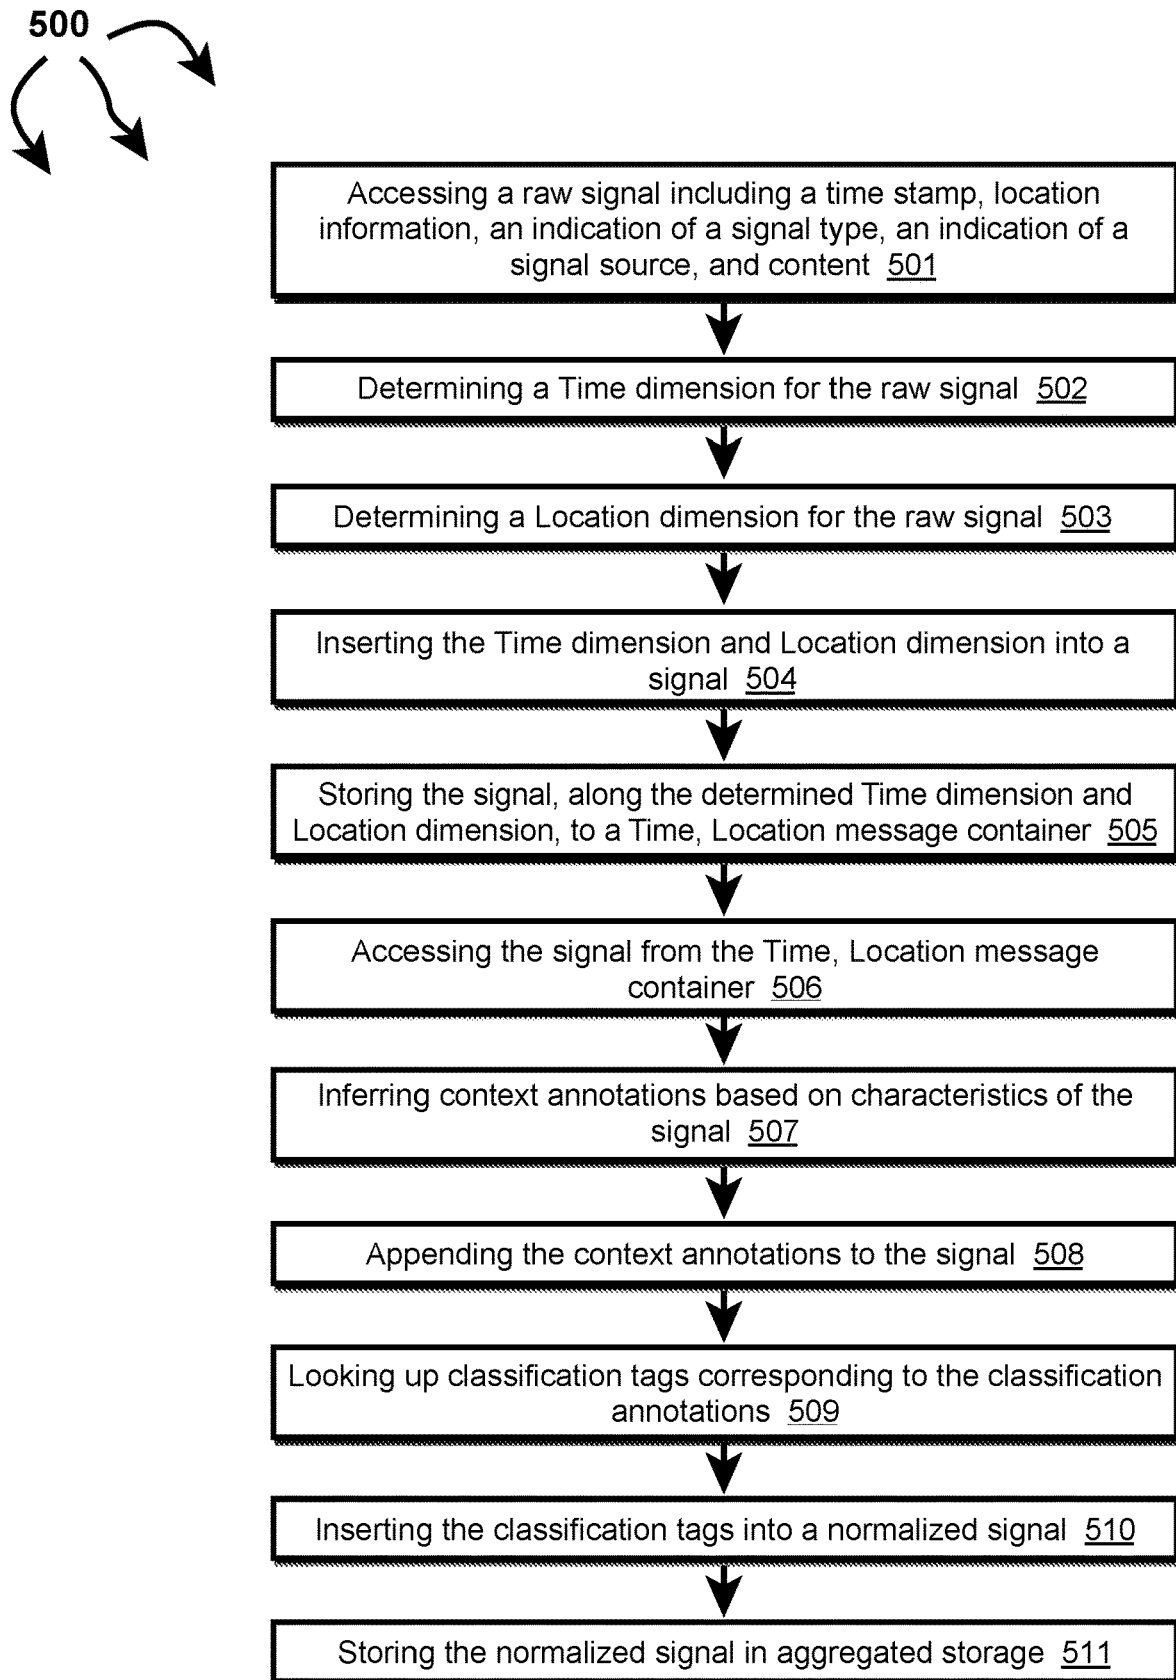 500
Accessing a raw signal including a time stamp, location
information, an indication of a signal type, an indication of a
signal source, and content 501
Determining a Time dimension for the raw signal 502
Determining a Location dimension for the raw signal 503
Inserting the Time dimension and Location dimension into a
signal 504
Storing the signal, along the determined Time dimension and
Location dimension, to a Time, Location message container 505
Accessing the signal from the Time, Location message
container 506
Inferring context annotations based on characteristics of the
signal 507
Appending the context annotations to the signal 508
Looking up classification tags corresponding to the classification
annotations 509
Inserting the classification tags into a normalized signal 510
Storing the normalized signal in aggregated storage 511